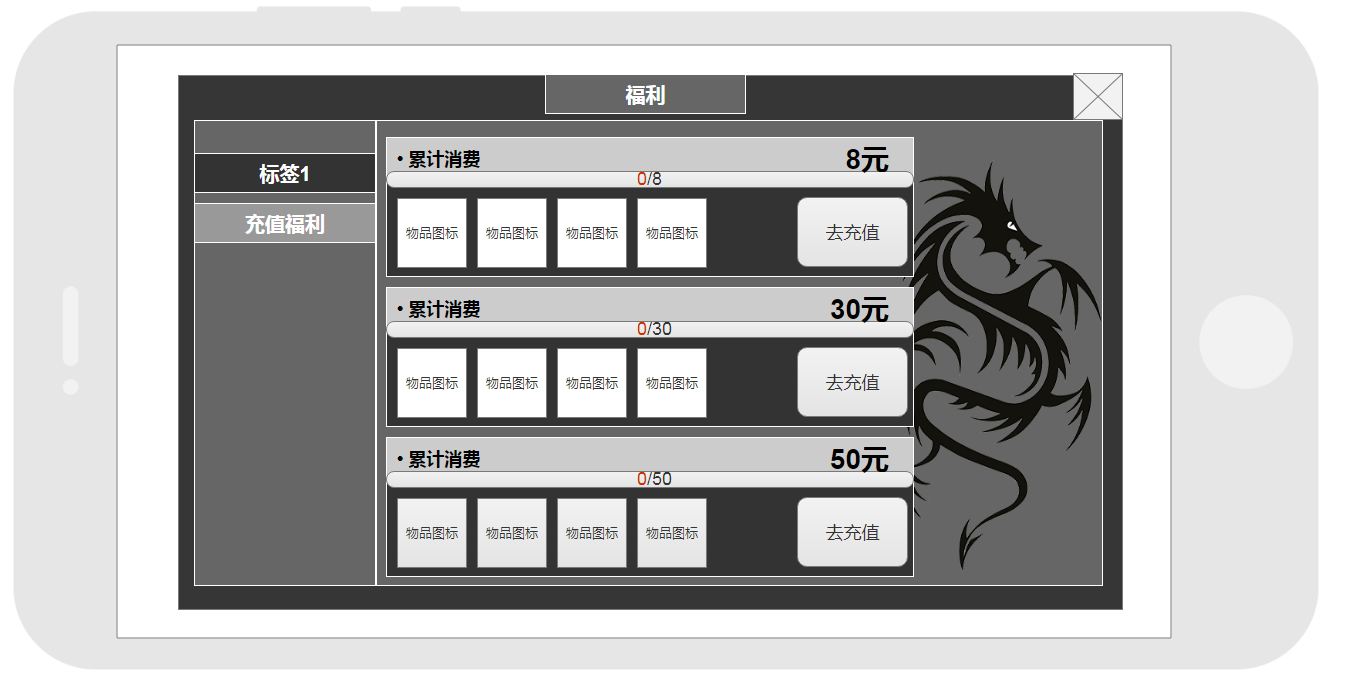 福利
标签1
充值福利
• 累计消费 8元
0/8
物品图标 物品图标 物品图标 物品图标 去充值
• 累计消费 30元
0/30
物品图标 物品图标 物品图标 物品图标 去充值
• 累计消费 50元
0/50
物品图标 物品图标 物品图标 物品图标 去充值